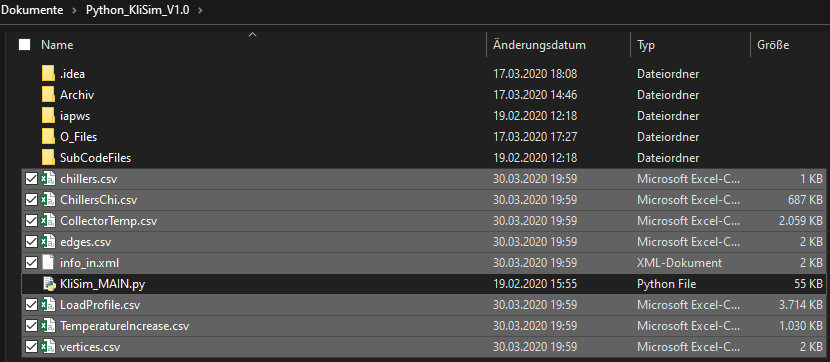 Dokumente > Python_KliSim_V1.0 >
Name Änderungsdatum Typ Größe
.idea 17.03.2020 18:08 Dateiordner
Archiv 17.03.2020 14:46 Dateiordner
iapws 19.02.2020 12:18 Dateiordner
O_Files 17.03.2020 17:27 Dateiordner
SubCodeFiles 19.02.2020 12:18 Dateiordner
chillers.csv 30.03.2020 19:59 Microsoft Excel-C... 1 KB
ChillersChi.csv 30.03.2020 19:59 Microsoft Excel-C... 687 KB
CollectorTemp.csv 30.03.2020 19:59 Microsoft Excel-C... 2.059 KB
edges.csv 30.03.2020 19:59 Microsoft Excel-C... 2 KB
info_in.xml 30.03.2020 19:59 XML-Dokument 2 KB
KliSim_MAIN.py 19.02.2020 15:55 Python File 55 KB
LoadProfile.csv 30.03.2020 19:59 Microsoft Excel-C... 3.714 KB
TemperatureIncrease.csv 30.03.2020 19:59 Microsoft Excel-C... 1.030 KB
vertices.csv 30.03.2020 19:59 Microsoft Excel-C... 2 KB